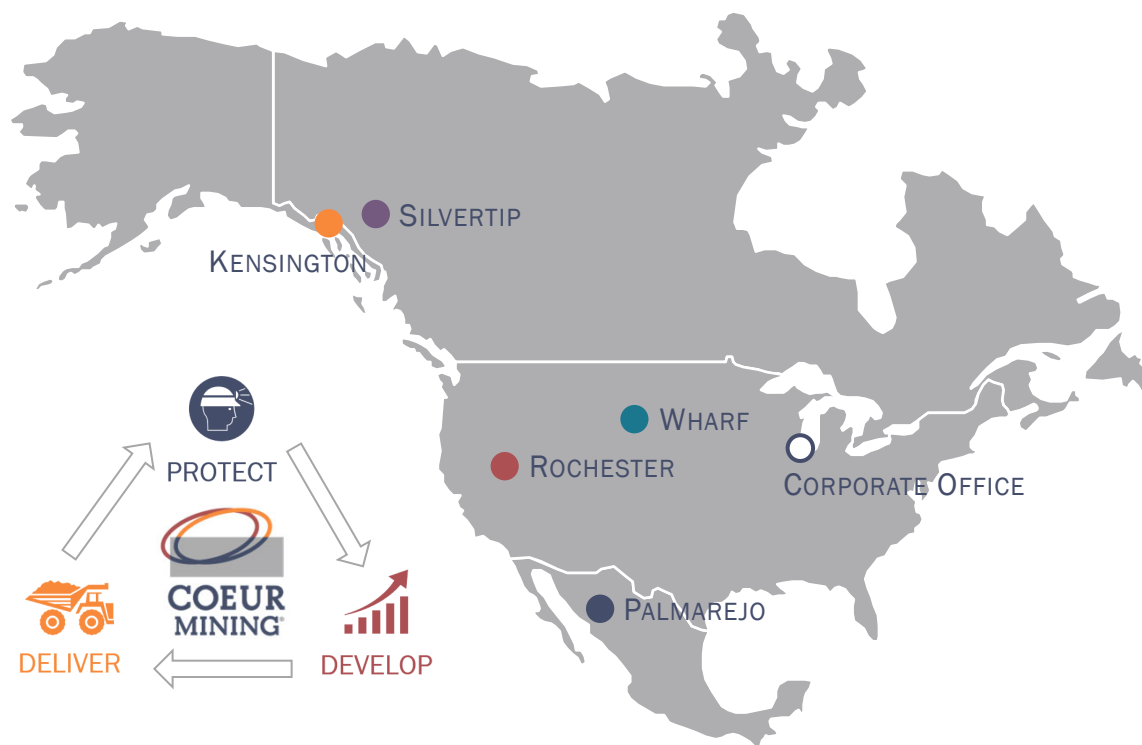 SILVERTIP
KENSINGTON
WHARF
ROCHESTER
CORPORATE OFFICE
PALMAREJO
PROTECT
COEUR
MINING®
DELIVER
DEVELOP